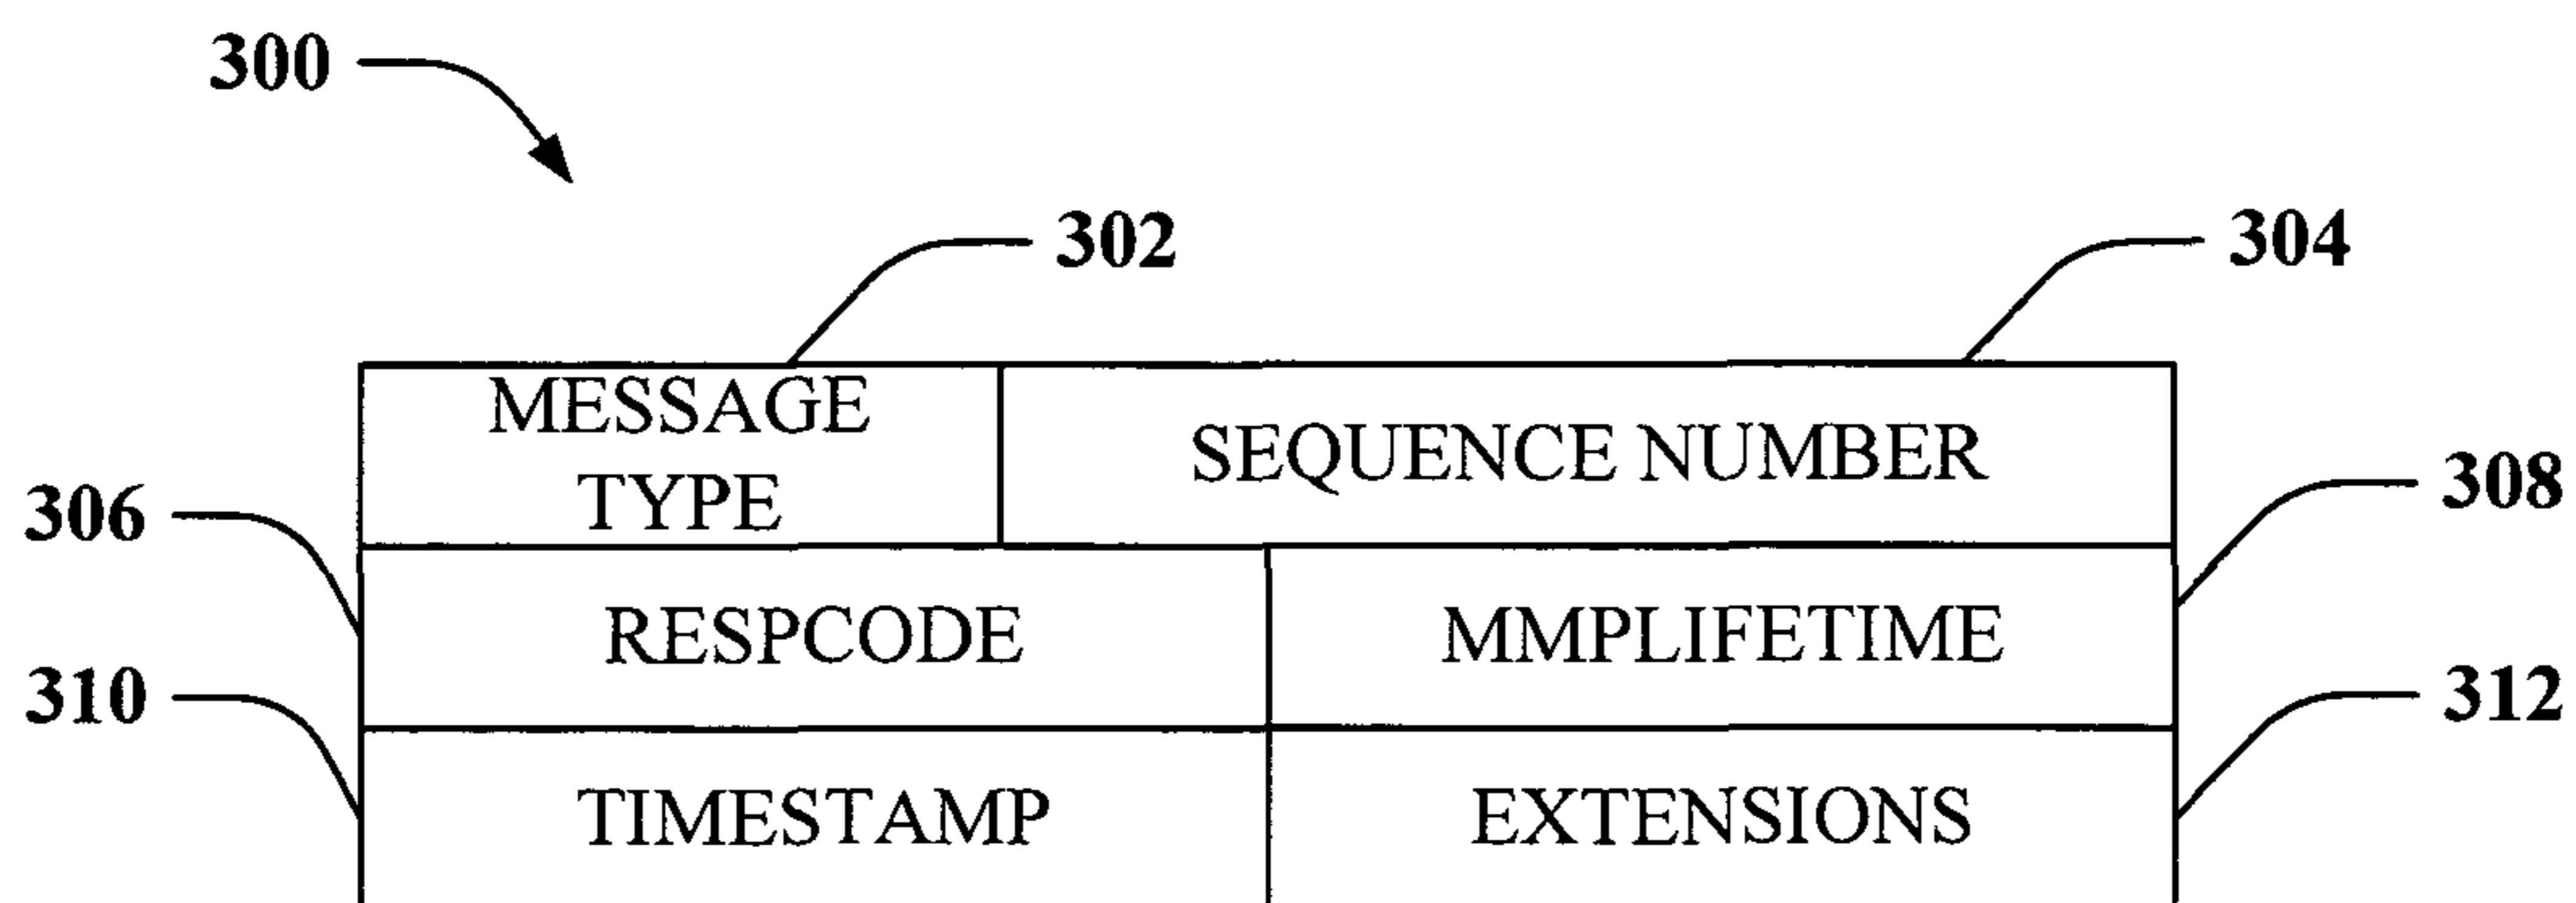 300
302
304
MESSAGE
TYPE
SEQUENCE NUMBER
306
308
RESPCODE
MMPLIFETIME
310
312
TIMESTAMP
EXTENSIONS